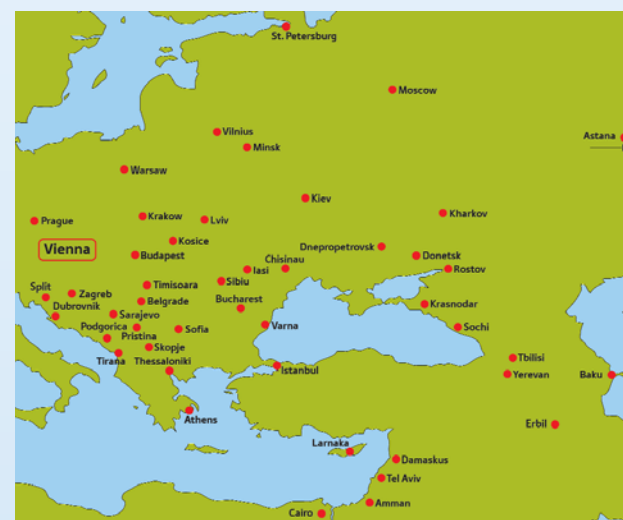 St. Petersburg
Moscow
Vilnius
Astana
Minsk
Warsaw
Kiev
Prague
Krakow
Lviv
Kharkov
Vienna
Kosice
Dnepropetrovsk
Budapest
Chisinau
Donetsk
Iasi
Rostov
Split
Timisoara
Sibiu
Zagreb
Bucharest
Dubrovnik
Belgrade
Krasnodar
Sarajevo
Podgorica
Sofia
Varna
Sochi
Pristina
Skopje
Tirana
Thessaloniki
Istanbul
Tbilisi
Yerevan
Baku
Athens
Erbil
Larnaka
Damaskus
Tel Aviv
Amman
Cairo